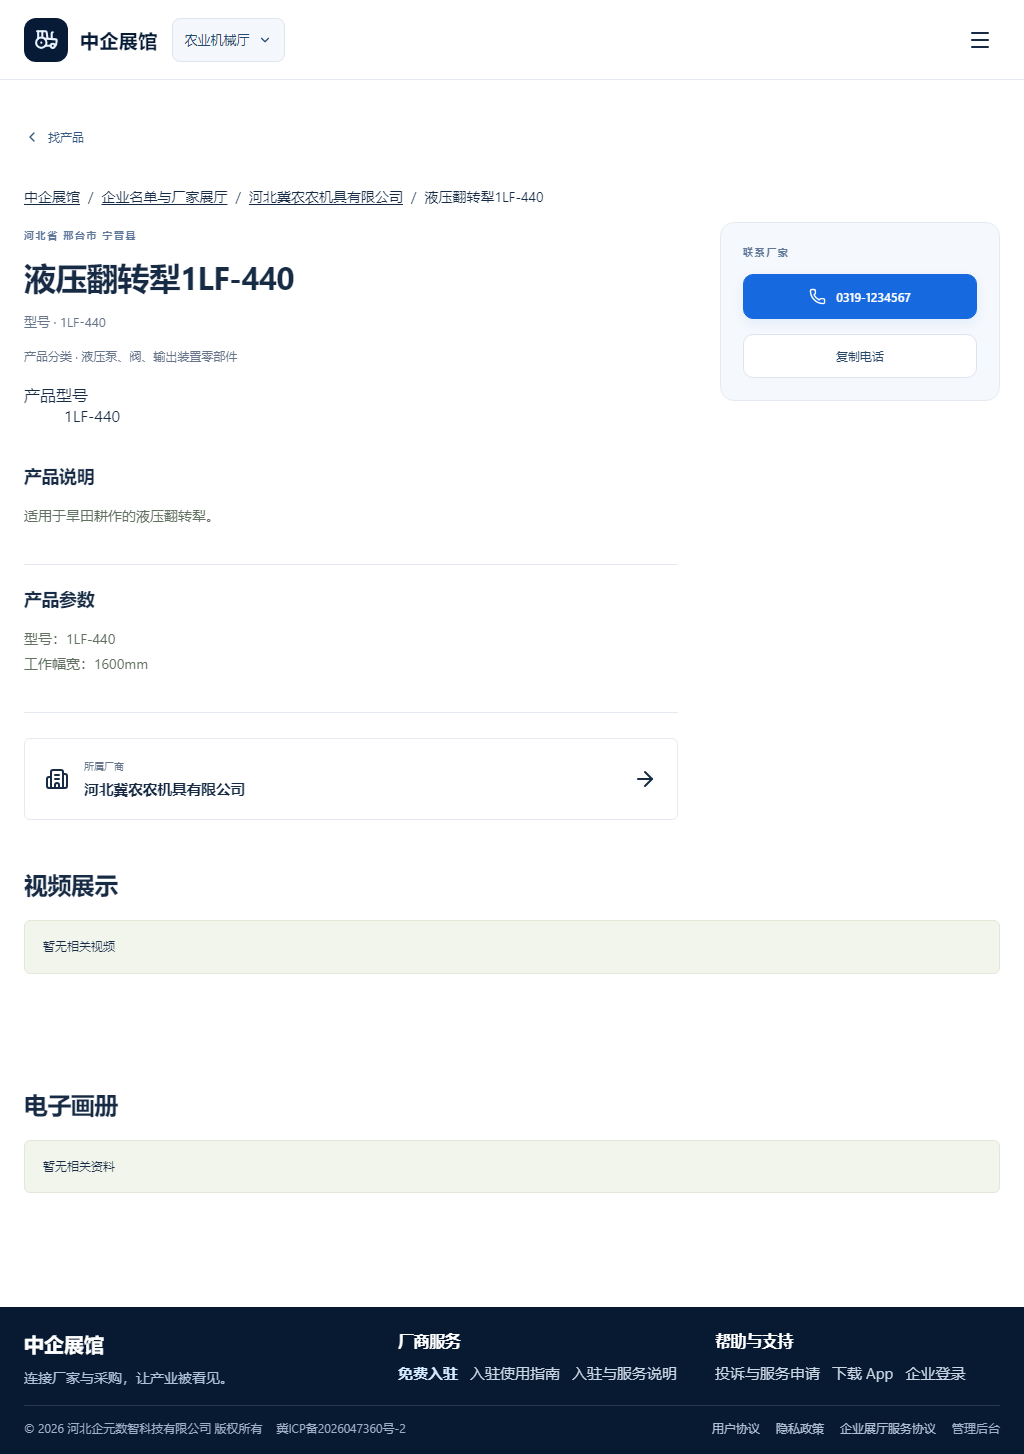 中企展馆
农业机械厅
找产品
中企展馆 / 企业名单与厂家展厅 / 河北冀农农机具有限公司 / 液压翻转犁1LF-440
河北省 邢台市 宁晋县
液压翻转犁1LF-440
型号 · 1LF-440
产品分类 · 液压泵、阀、输出装置零部件
产品型号
1LF-440
联系厂家
0319-1234567
复制电话
产品说明
适用于旱田耕作的液压翻转犁。
产品参数
型号：1LF-440
工作幅宽：1600mm
所属厂商
河北冀农农机具有限公司
视频展示
暂无相关视频
电子画册
暂无相关资料
中企展馆
连接厂家与采购，让产业被看见。
厂商服务
免费入驻 入驻使用指南 入驻与服务说明
帮助与支持
投诉与服务申请 下载 App 企业登录
© 2026 河北企元数智科技有限公司 版权所有 冀ICP备2026047360号-2
用户协议 隐私政策 企业展厅服务协议 管理后台